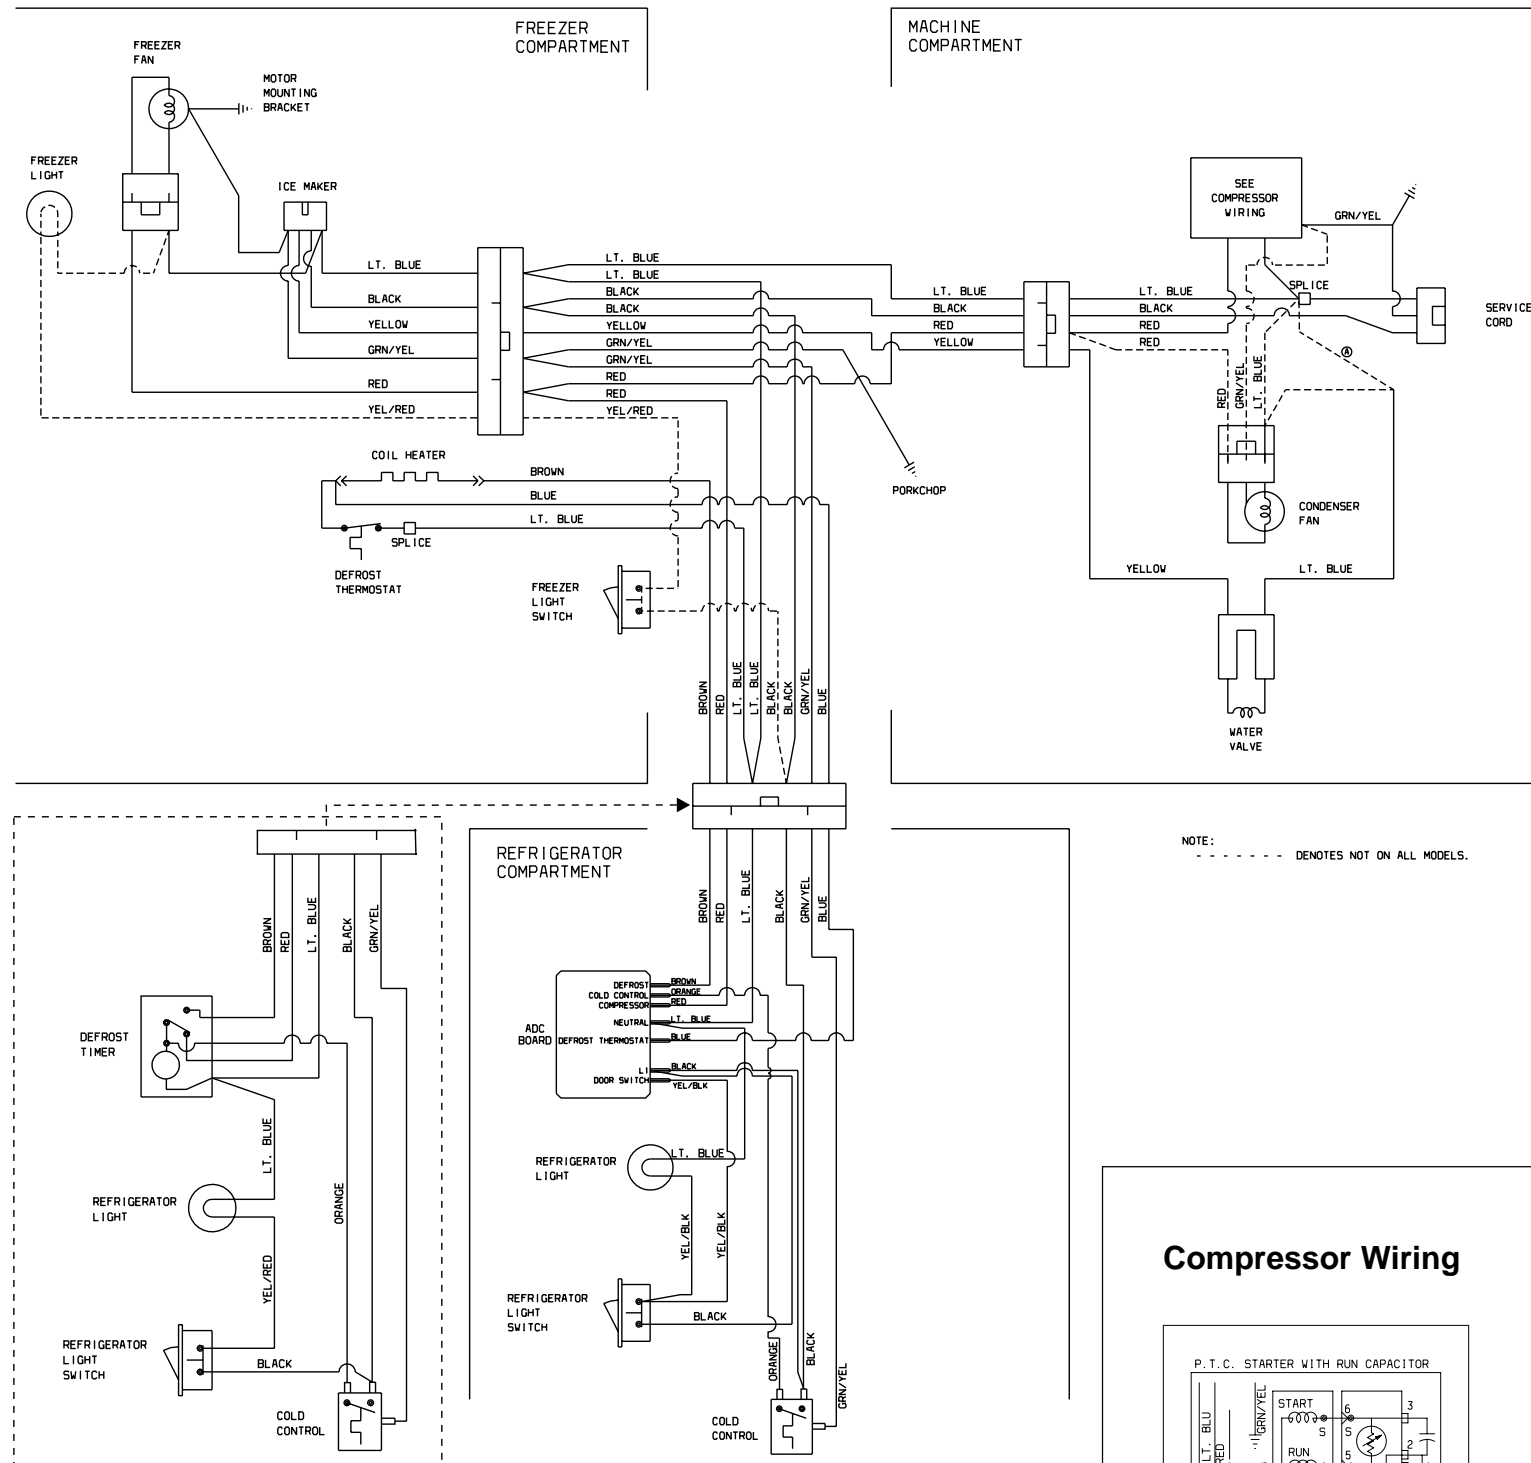 FREEZER
COMPARTMENT
MACHINE
COMPARTMENT
FREEZER
FAN
MOTOR
MOUNTING
BRACKET
FREEZER
LIGHT
ICE MAKER
LT. BLUE
BLACK
YELLOW
GRN/YEL
RED
YEL/RED
LT. BLUE
LT. BLUE
BLACK
BLACK
YELLOW
GRN/YEL
GRN/YEL
RED
RED
YEL/RED
LT. BLUE
BLACK
RED
YELLOW
SEE
COMPRESSOR
WIRING
GRN/YEL
LT. BLUE
BLACK
RED
RED
SPLICE
SERVICE
CORD
A
RED
GRN/YEL
LT. BLUE
CONDENSER
FAN
YELLOW
LT. BLUE
WATER
VALVE
PORKCHOP
COIL HEATER
BROWN
BLUE
LT. BLUE
SPLICE
DEFROST
THERMOSTAT
FREEZER
LIGHT
SWITCH
BROWN
RED
LT. BLUE
LT. BLUE
BLACK
BLACK
GRN/YEL
BLUE
NOTE:
- - - - - - DENOTES NOT ON ALL MODELS.
BROWN
RED
LT. BLUE
BLACK
GRN/YEL
DEFROST
TIMER
LT. BLUE
REFRIGERATOR
LIGHT
ORANGE
YEL/RED
REFRIGERATOR
LIGHT
SWITCH
BLACK
COLD
CONTROL
REFRIGERATOR
COMPARTMENT
BROWN
RED
LT. BLUE
BLACK
GRN/YEL
BLUE
ADC
BOARD
DEFROST
COLD CONTROL
COMPRESSOR
NEUTRAL
DEFROST THERMOSTAT
L1
DOOR SWITCH
BROWN
ORANGE
RED
LT. BLUE
BLUE
BLACK
YEL/BLK
REFRIGERATOR
LIGHT
LT. BLUE
YEL/BLK
YEL/BLK
REFRIGERATOR
LIGHT
SWITCH
BLACK
ORANGE
BLACK
GRN/YEL
COLD
CONTROL
Compressor Wiring
P.T.C. STARTER WITH RUN CAPACITOR
LT. BLU
RED
GRN/YEL
START
S
6
S
3
RUN
5
2